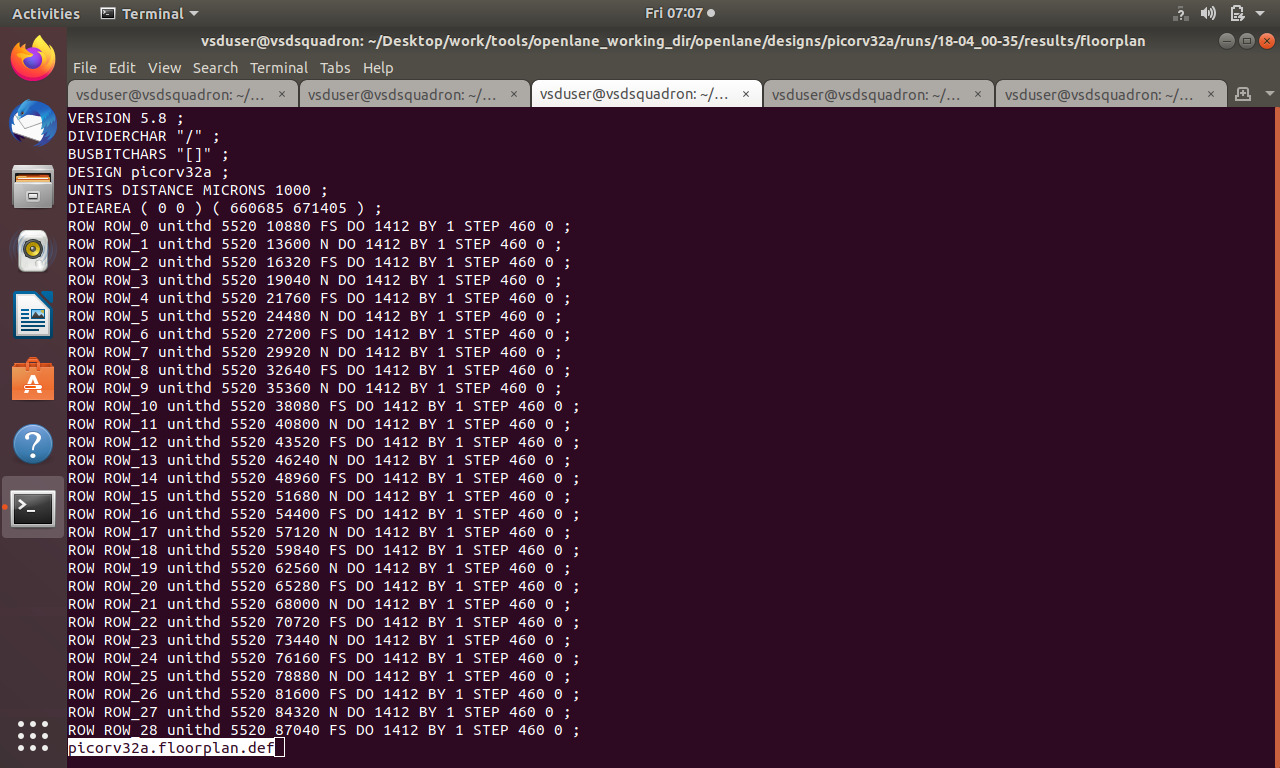 Activities Terminal Fri 07:07
vsduser@vsdsquadron: ~/Desktop/work/tools/openlane_working_dir/openlane/designs/picorv32a/runs/18-04_00-35/results/floorplan
File Edit View Search Terminal Tabs Help
vsduser@vsdsquadron: ~/... × vsduser@vsdsquadron: ~/... × vsduser@vsdsquadron: ~/... × vsduser@vsdsquadron: ~/... × vsduser@vsdsquadron: ~/... ×
VERSION 5.8 ;
DIVIDERCHAR "/" ;
BUSBITCHARS "[]" ;
DESIGN picorv32a ;
UNITS DISTANCE MICRONS 1000 ;
DIEAREA ( 0 0 ) ( 660685 671405 ) ;
ROW ROW_0 unithd 5520 10880 FS DO 1412 BY 1 STEP 460 0 ;
ROW ROW_1 unithd 5520 13600 N DO 1412 BY 1 STEP 460 0 ;
ROW ROW_2 unithd 5520 16320 FS DO 1412 BY 1 STEP 460 0 ;
ROW ROW_3 unithd 5520 19040 N DO 1412 BY 1 STEP 460 0 ;
ROW ROW_4 unithd 5520 21760 FS DO 1412 BY 1 STEP 460 0 ;
ROW ROW_5 unithd 5520 24480 N DO 1412 BY 1 STEP 460 0 ;
ROW ROW_6 unithd 5520 27200 FS DO 1412 BY 1 STEP 460 0 ;
ROW ROW_7 unithd 5520 29920 N DO 1412 BY 1 STEP 460 0 ;
ROW ROW_8 unithd 5520 32640 FS DO 1412 BY 1 STEP 460 0 ;
ROW ROW_9 unithd 5520 35360 N DO 1412 BY 1 STEP 460 0 ;
ROW ROW_10 unithd 5520 38080 FS DO 1412 BY 1 STEP 460 0 ;
ROW ROW_11 unithd 5520 40800 N DO 1412 BY 1 STEP 460 0 ;
ROW ROW_12 unithd 5520 43520 FS DO 1412 BY 1 STEP 460 0 ;
ROW ROW_13 unithd 5520 46240 N DO 1412 BY 1 STEP 460 0 ;
ROW ROW_14 unithd 5520 48960 FS DO 1412 BY 1 STEP 460 0 ;
ROW ROW_15 unithd 5520 51680 N DO 1412 BY 1 STEP 460 0 ;
ROW ROW_16 unithd 5520 54400 FS DO 1412 BY 1 STEP 460 0 ;
ROW ROW_17 unithd 5520 57120 N DO 1412 BY 1 STEP 460 0 ;
ROW ROW_18 unithd 5520 59840 FS DO 1412 BY 1 STEP 460 0 ;
ROW ROW_19 unithd 5520 62560 N DO 1412 BY 1 STEP 460 0 ;
ROW ROW_20 unithd 5520 65280 FS DO 1412 BY 1 STEP 460 0 ;
ROW ROW_21 unithd 5520 68000 N DO 1412 BY 1 STEP 460 0 ;
ROW ROW_22 unithd 5520 70720 FS DO 1412 BY 1 STEP 460 0 ;
ROW ROW_23 unithd 5520 73440 N DO 1412 BY 1 STEP 460 0 ;
ROW ROW_24 unithd 5520 76160 FS DO 1412 BY 1 STEP 460 0 ;
ROW ROW_25 unithd 5520 78880 N DO 1412 BY 1 STEP 460 0 ;
ROW ROW_26 unithd 5520 81600 FS DO 1412 BY 1 STEP 460 0 ;
ROW ROW_27 unithd 5520 84320 N DO 1412 BY 1 STEP 460 0 ;
ROW ROW_28 unithd 5520 87040 FS DO 1412 BY 1 STEP 460 0 ;
picorv32a.floorplan.def